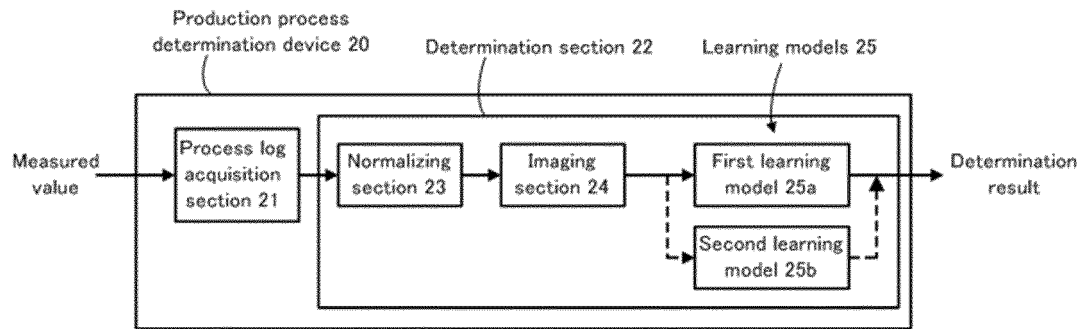 Production process
determination device 20
Determination section 22
Learning models 25
Measured
value
Process log
acquisition
section 21
Normalizing
section 23
Imaging
section 24
First learning
model 25a
Second learning
model 25b
Determination
result